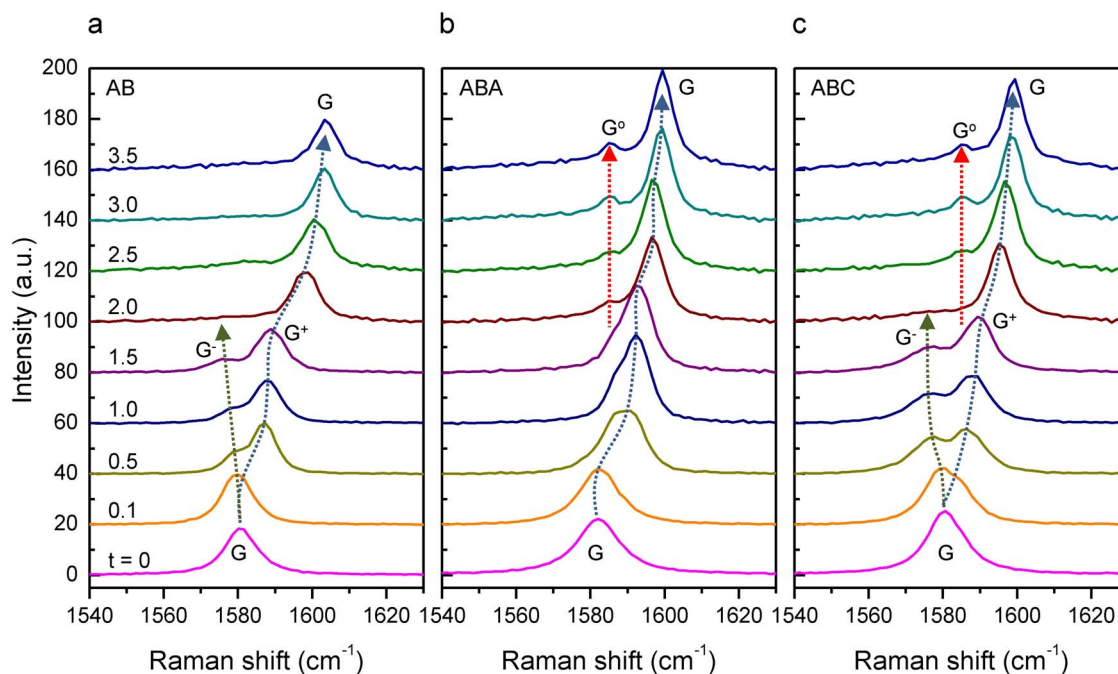 a b c
AB ABA ABC
G G G
Gᵒ Gᵒ
G⁻ G⁺ G⁻ G⁺
G G G
Intensity (a.u.)
200
180
160
140
120
100
80
60
40
20
0
3.5
3.0
2.5
2.0
1.5
1.0
0.5
0.1
t = 0
1540 1560 1580 1600 1620 1540 1560 1580 1600 1620 1540 1560 1580 1600 1620
Raman shift (cm⁻¹) Raman shift (cm⁻¹) Raman shift (cm⁻¹)